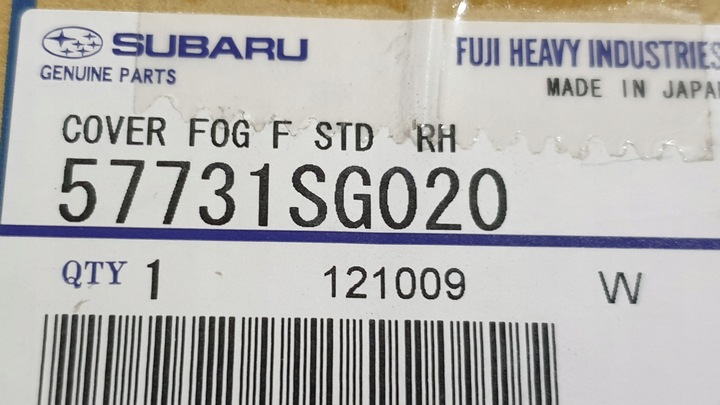 SUBARU FUJI HEAVY INDUSTRIES
GENUINE PARTS MADE IN JAPAN
COVER FOG F STD RH
57731SG020
QTY 1 121009 W